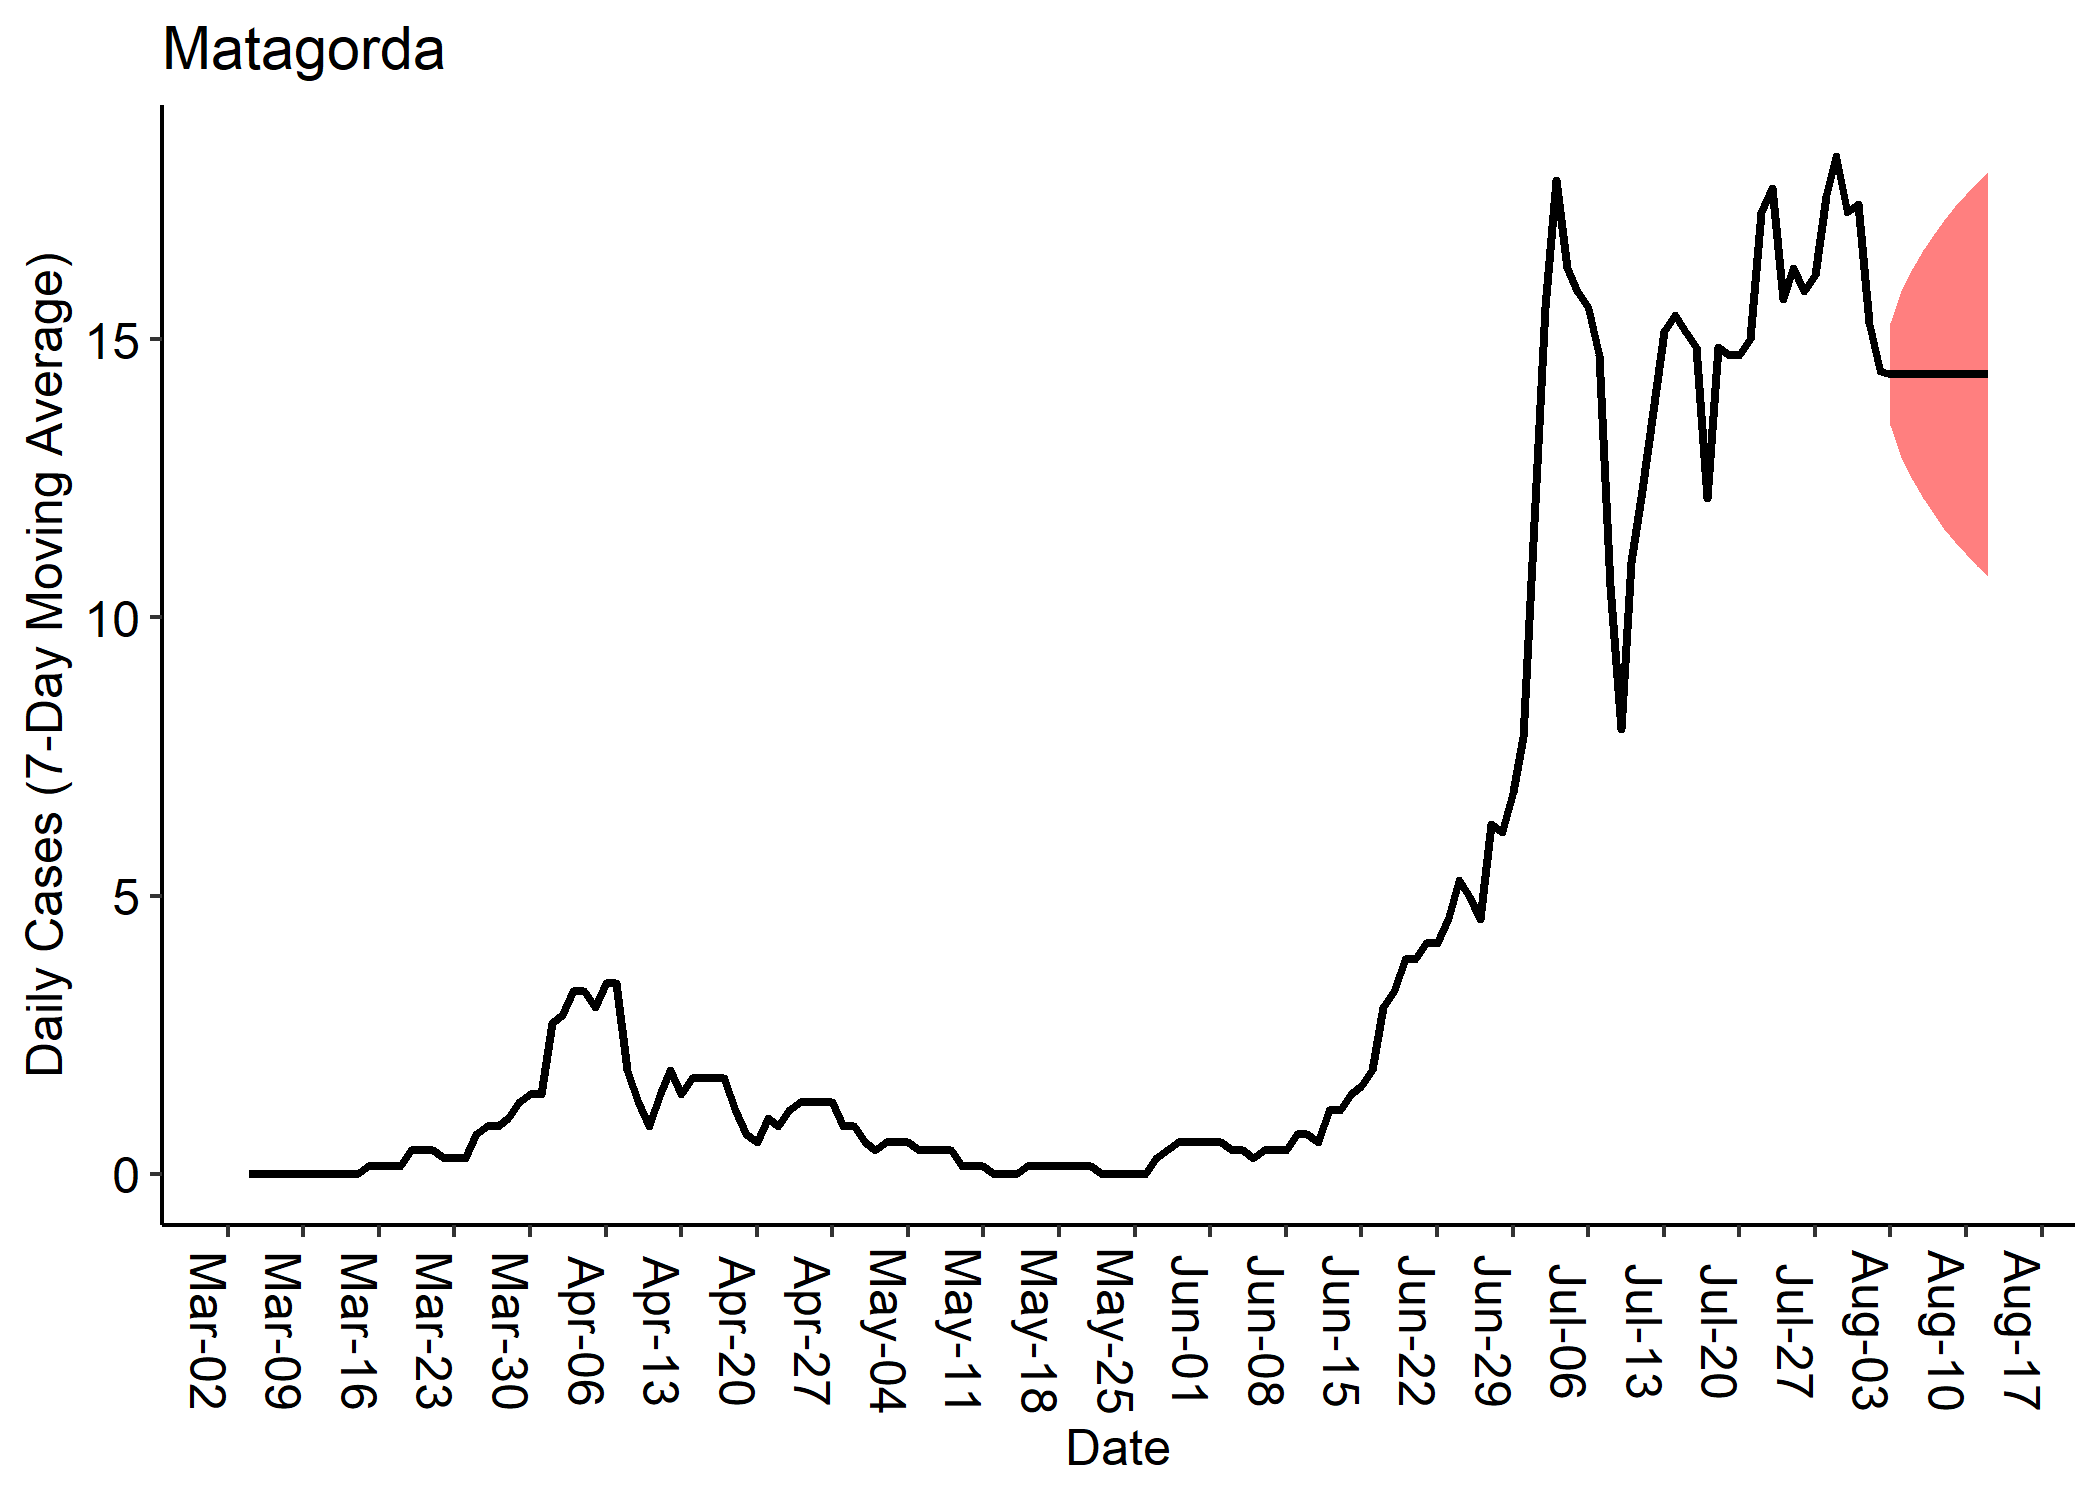 Matagorda
Daily Cases (7-Day Moving Average)
15
10
5
0
Mar-02
Mar-09
Mar-16
Mar-23
Mar-30
Apr-06
Apr-13
Apr-20
Apr-27
May-04
May-11
May-18
May-25
Jun-01
Jun-08
Jun-15
Jun-22
Jun-29
Jul-06
Jul-13
Jul-20
Jul-27
Aug-03
Aug-10
Aug-17
Date